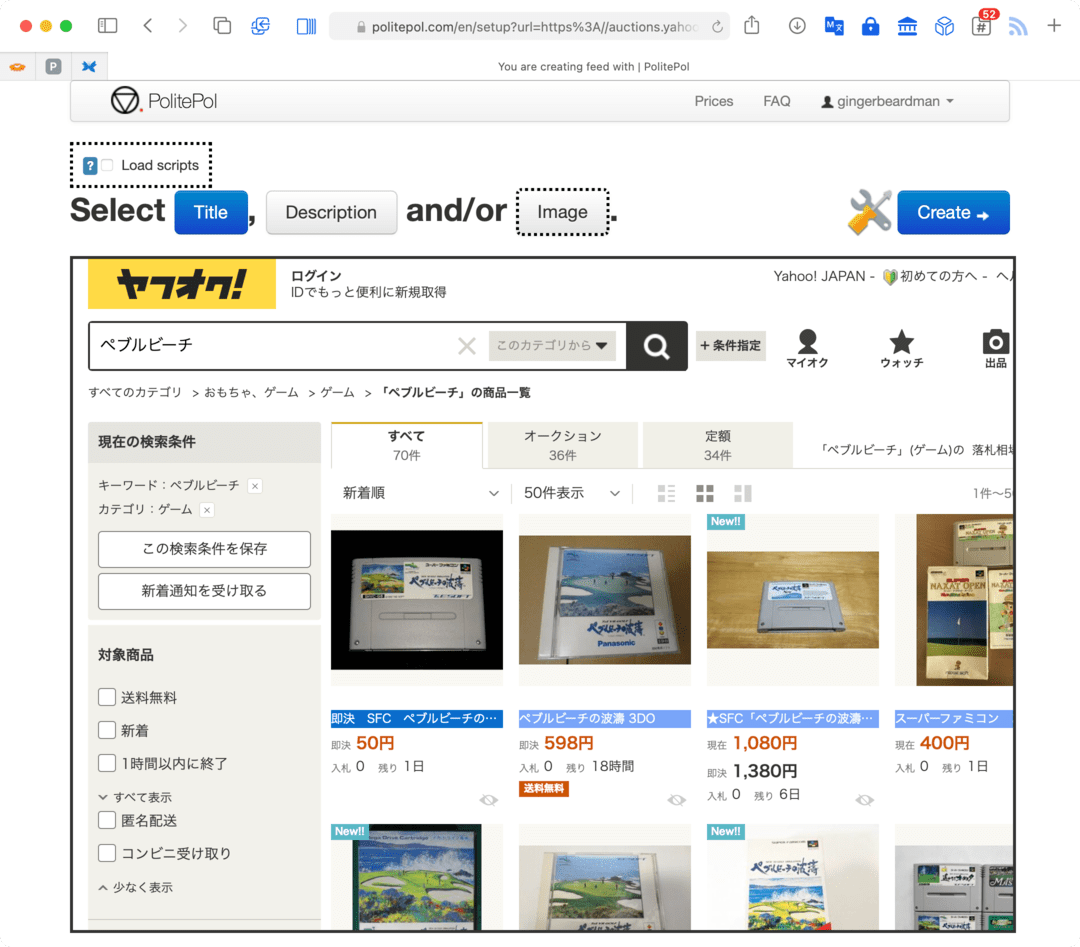 politepol.com/en/setup?url=https%3A//auctions.yahoo
52
You are creating feed with | PolitePol
PolitePol
Prices
FAQ
gingerbeardman
? Load scripts
Select Title , Description and/or Image .
Create →
ヤフオク!
ログイン
IDでもっと便利に新規取得
Yahoo! JAPAN - 初めての方へ -
ペブルビーチ
このカテゴリから
+ 条件指定
マイオク
ウォッチ
出品
すべてのカテゴリ > おもちゃ、ゲーム > ゲーム > 「ペブルビーチ」の商品一覧
現在の検索条件
キーワード：ペブルビーチ ×
カテゴリ：ゲーム ×
この検索条件を保存
新着通知を受け取る
対象商品
送料無料
新着
1時間以内に終了
すべて表示
匿名配送
コンビニ受け取り
少なく表示
すべて
70件
オークション
36件
定額
34件
「ペブルビーチ」(ゲーム)の 落札相場
新着順
50件表示
1件～50
New!!
Panasonic
SUPER
NAXAT OPEN
即決　SFC　ペブルビーチの…
即決 50円
入札 0 残り 1日
ペブルビーチの波濤 3DO
即決 598円
入札 0 残り 18時間
送料無料
★SFC「ペブルビーチの波濤…
現在 1,080円
即決 1,380円
入札 0 残り 6日
スーパーファミコン
現在 400円
入札 0 残り 1日
New!!
New!!
ペブルビーチの波濤